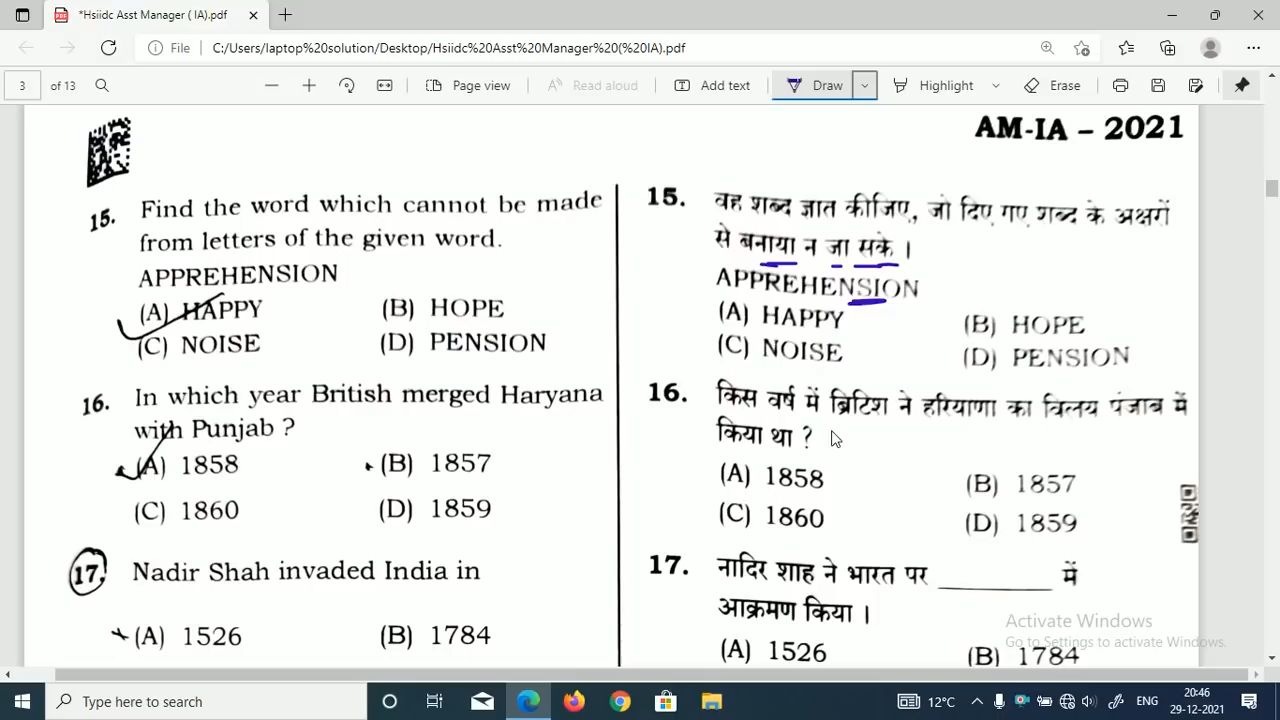 *Hsiidc Asst Manager ( IA).pdf
File C:/Users/laptop%20solution/Desktop/Hsiidc%20Asst%20Manager%20(%20IA).pdf
3 of 13 Page view Read aloud Add text Draw Highlight Erase
AM-IA – 2021
15. Find the word which cannot be made
from letters of the given word.
APPREHENSION
(A) HAPPY (B) HOPE
(C) NOISE (D) PENSION
16. In which year British merged Haryana
with Punjab ?
(A) 1858 (B) 1857
(C) 1860 (D) 1859
17. Nadir Shah invaded India in
(A) 1526 (B) 1784
15. वह शब्द ज्ञात कीजिए, जो दिए गए शब्द के अक्षरों
से बनाया न जा सके ।
APPREHENSION
(A) HAPPY (B) HOPE
(C) NOISE (D) PENSION
16. किस वर्ष में ब्रिटिश ने हरियाणा का विलय पंजाब में
किया था ?
(A) 1858 (B) 1857
(C) 1860 (D) 1859
17. नादिर शाह ने भारत पर __________ में
आक्रमण किया ।
(A) 1526 (B) 1784
Activate Windows
Go to Settings to activate Windows.
Type here to search
12°C ENG 20:46
29-12-2021